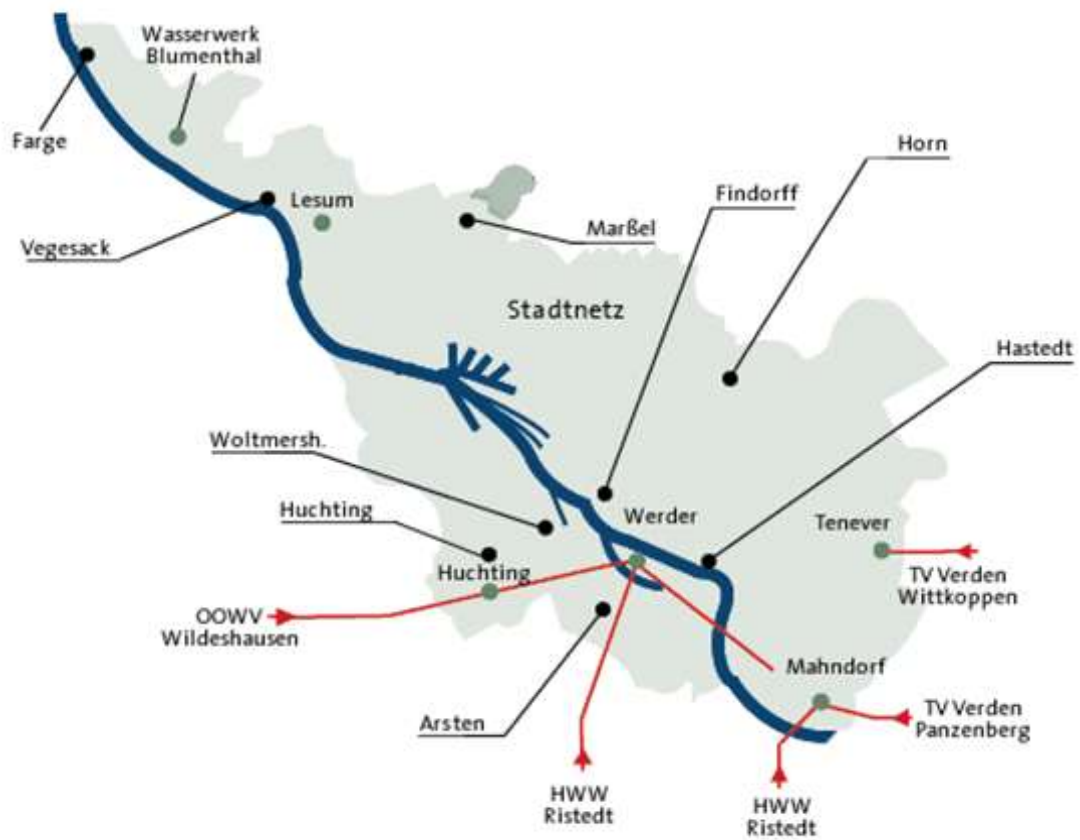 Wasserwerk
Blumenthal
Farge
Horn
Findorff
Lesum
Marßel
Vegesack
Stadtnetz
Hastedt
Woltmersh.
Huchting
Werder
Tenever
Huchting
TV Verden
Wittkoppen
OOWV
Wildeshausen
Mahndorf
Arsten
TV Verden
Panzenberg
HWW
Ristedt
HWW
Ristedt